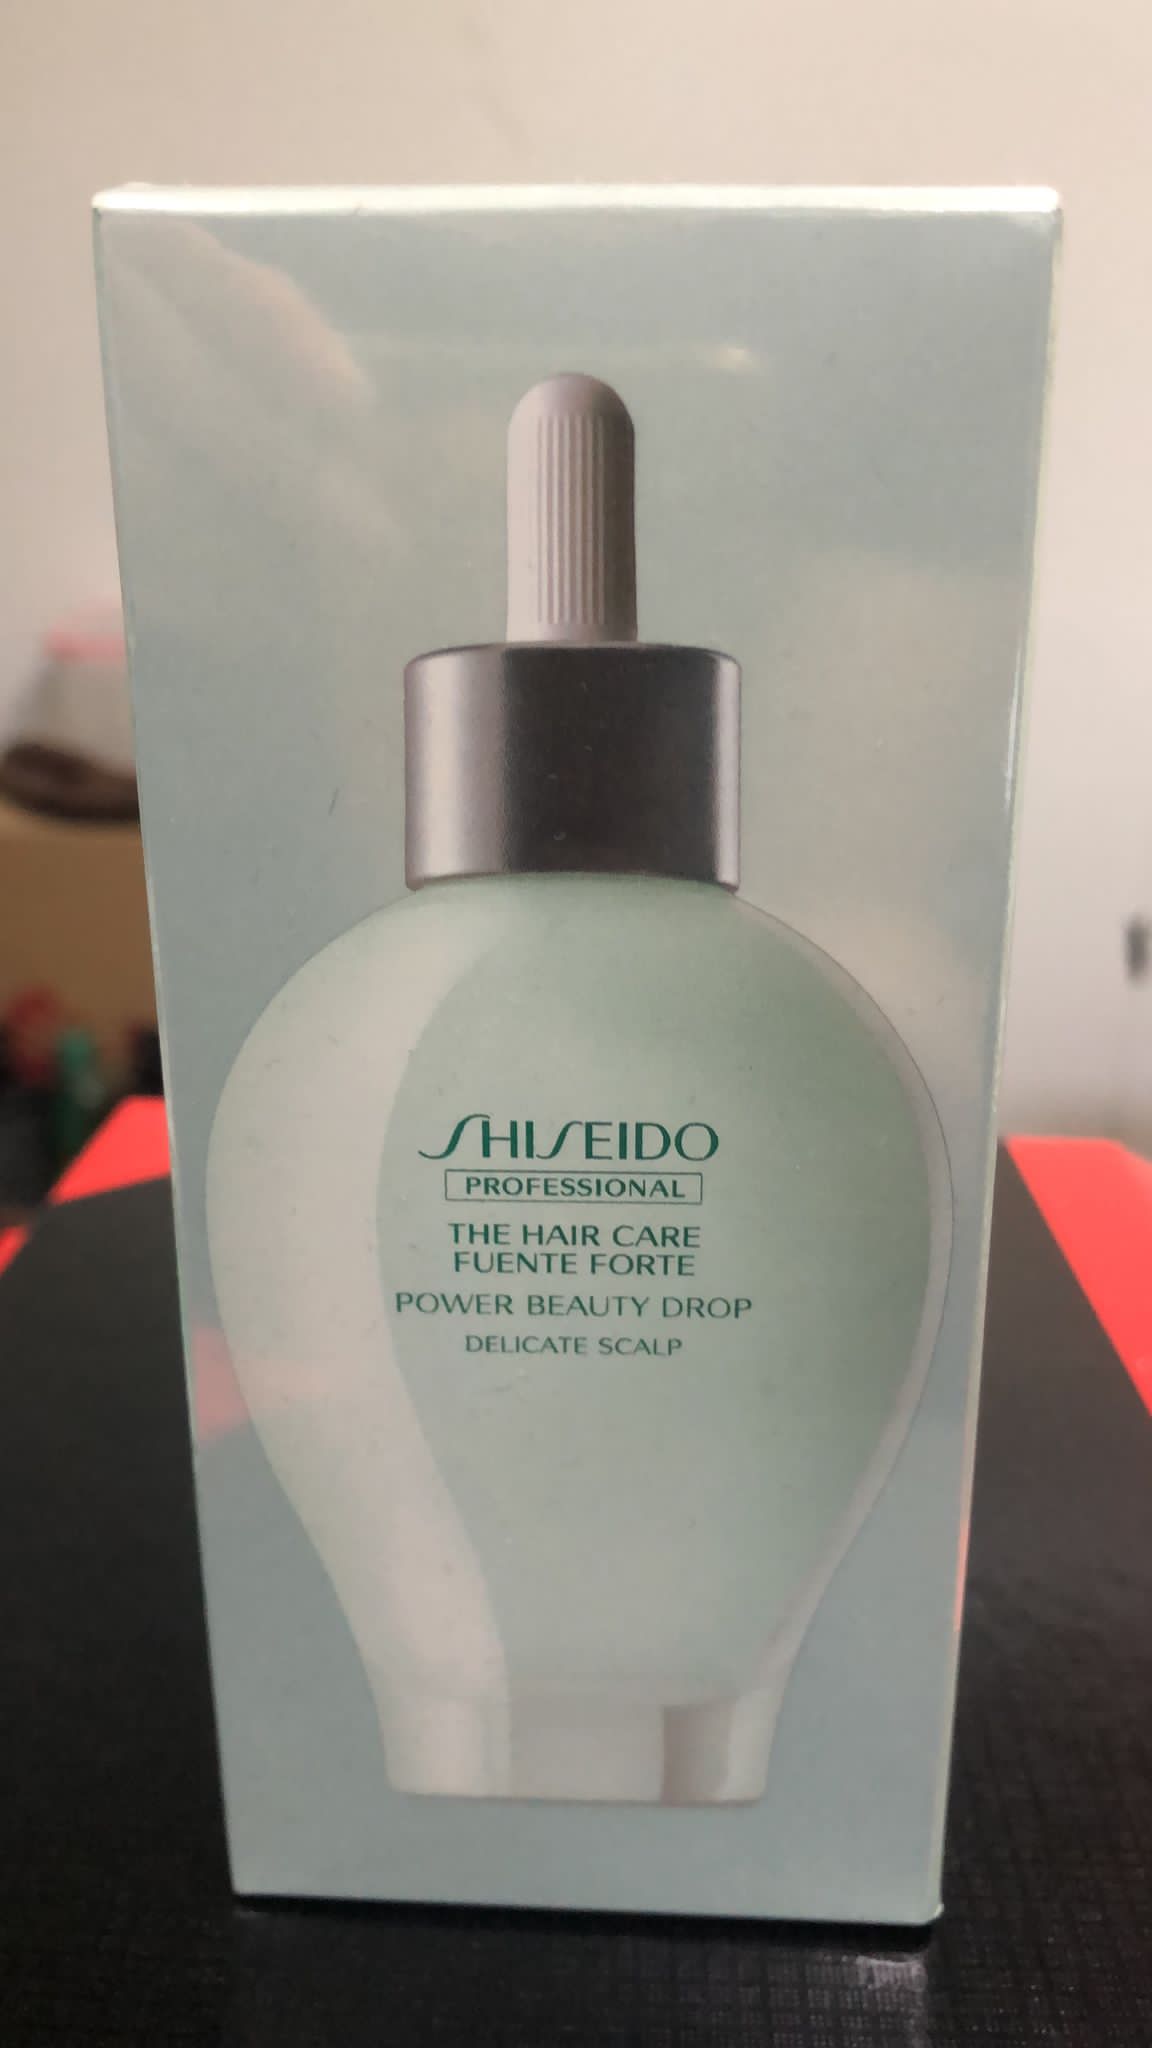 SHISEIDO
PROFESSIONAL
THE HAIR CARE
FUENTE FORTE
POWER BEAUTY DROP
DELICATE SCALP